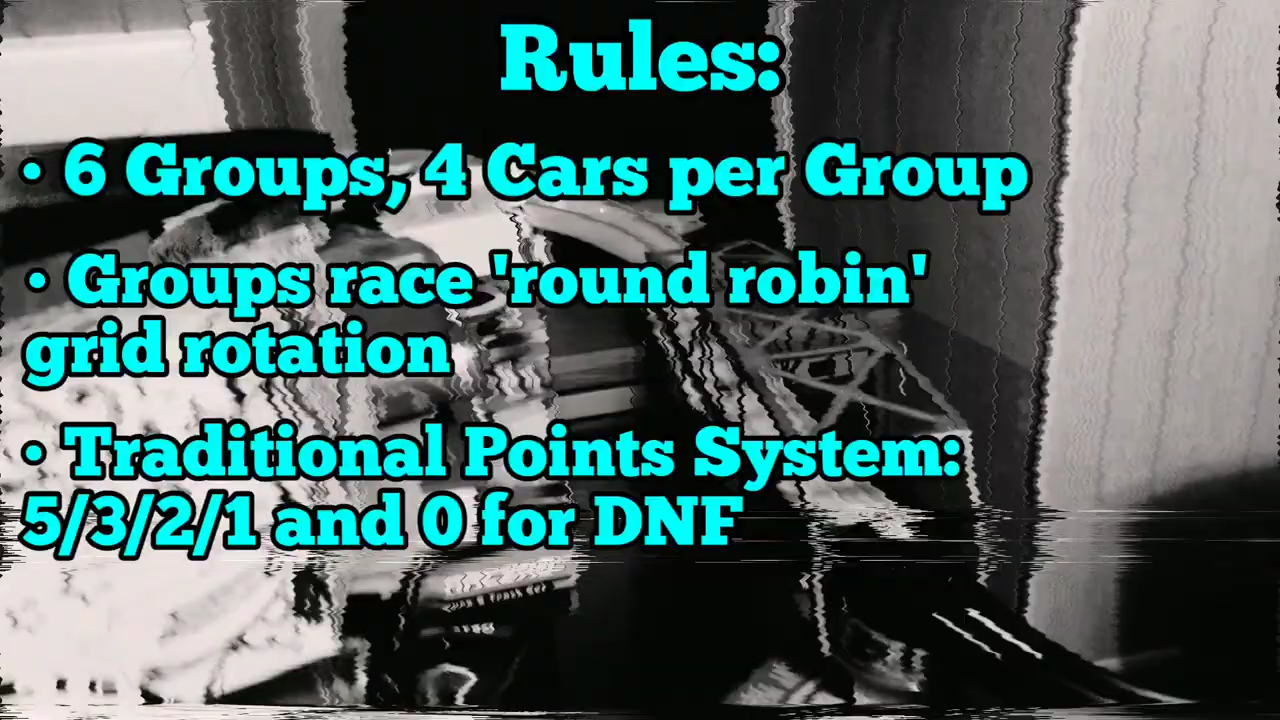 Rules:
• 6 Groups, 4 Cars per Group
• Groups race 'round robin'
grid rotation
• Traditional Points System:
5/3/2/1 and 0 for DNF